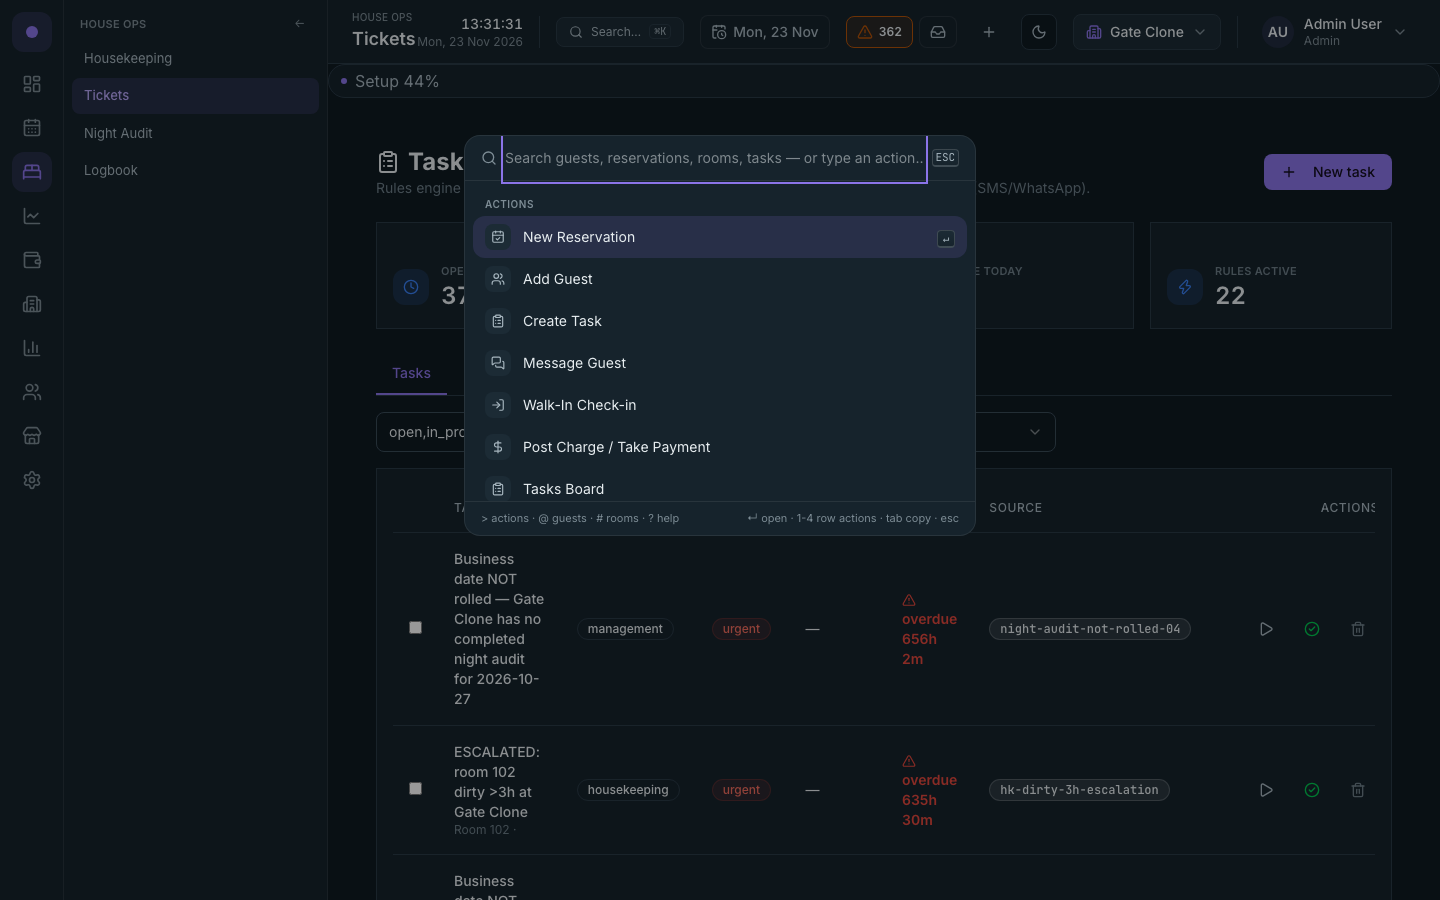 HOUSE OPS
Housekeeping
Tickets
Night Audit
Logbook
HOUSE OPS
Tickets
13:31:31
Mon, 23 Nov 2026
Search...
⌘K
Mon, 23 Nov
362
Gate Clone
AU
Admin User
Admin
Setup 44%
Task
Rules engine
SMS/WhatsApp).
New task
Search guests, reservations, rooms, tasks — or type an action..
ESC
ACTIONS
New Reservation
↵
Add Guest
Create Task
Message Guest
Walk-In Check-in
Post Charge / Take Payment
Tasks Board
> actions · @ guests · # rooms · ? help
↵ open · 1-4 row actions · tab copy · esc
OPE
37
E TODAY
RULES ACTIVE
22
Tasks
open,in_pro
TA
SOURCE
ACTIONS
Business
date NOT
rolled — Gate
Clone has no
completed
night audit
for 2026-10-
27
management
urgent
—
overdue
656h
2m
night-audit-not-rolled-04
ESCALATED:
room 102
dirty >3h at
Gate Clone
Room 102 ·
housekeeping
urgent
—
overdue
635h
30m
hk-dirty-3h-escalation
Business
date NOT